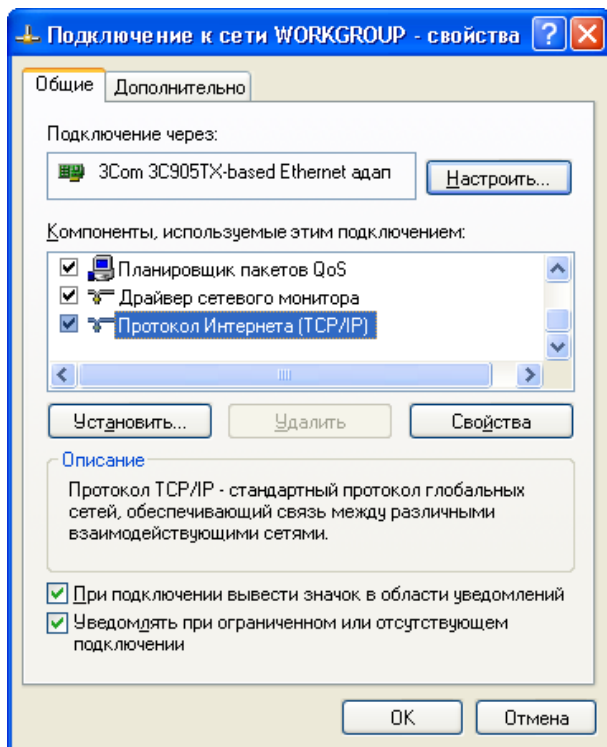 Подключение к сети WORKGROUP - свойства
Общие
Дополнительно
Подключение через:
3Com 3C905TX-based Ethernet адап
Настроить...
Компоненты, используемые этим подключением:
Планировщик пакетов QoS
Драйвер сетевого монитора
Протокол Интернета (TCP/IP)
Установить...
Удалить
Свойства
Описание
Протокол TCP/IP - стандартный протокол глобальных
сетей, обеспечивающий связь между различными
взаимодействующими сетями.
При подключении вывести значок в области уведомлений
Уведомлять при ограниченном или отсутствующем
подключении
OK
Отмена